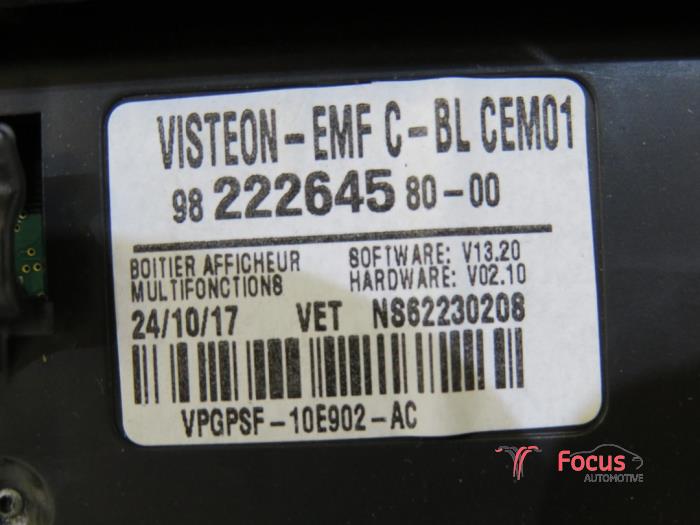 VISTEON-EMF C-BL CEM01
98 222645 80-00
BOITIER AFFICHEUR SOFTWARE: V13.20
MULTIFONCTIONS HARDWARE: V02.10
24/10/17 VET NS62230208
VPGPSF-10E902-AC
Focus
AUTOMOTIVE